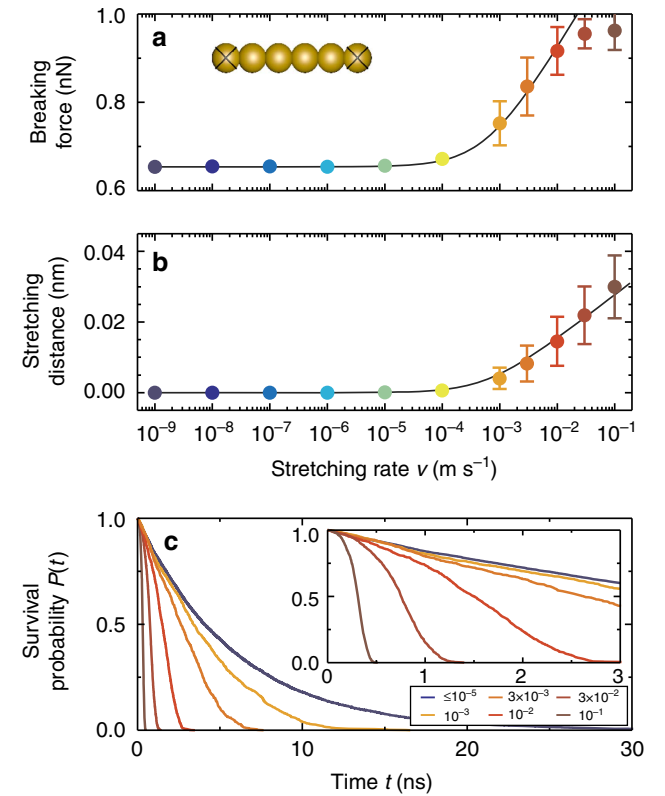 a
Breaking
force (nN)
1.0
0.8
0.6
b
Stretching
distance (nm)
0.04
0.02
0.00
10⁻⁹ 10⁻⁸ 10⁻⁷ 10⁻⁶ 10⁻⁵ 10⁻⁴ 10⁻³ 10⁻² 10⁻¹
Stretching rate v (m s⁻¹)
c
Survival
probability P(t)
1.0
0.5
0.0
1.0
0.5
0.0
0 1 2 3
≤10⁻⁵ 3×10⁻³ 3×10⁻²
10⁻³ 10⁻² 10⁻¹
0 10 20 30
Time t (ns)